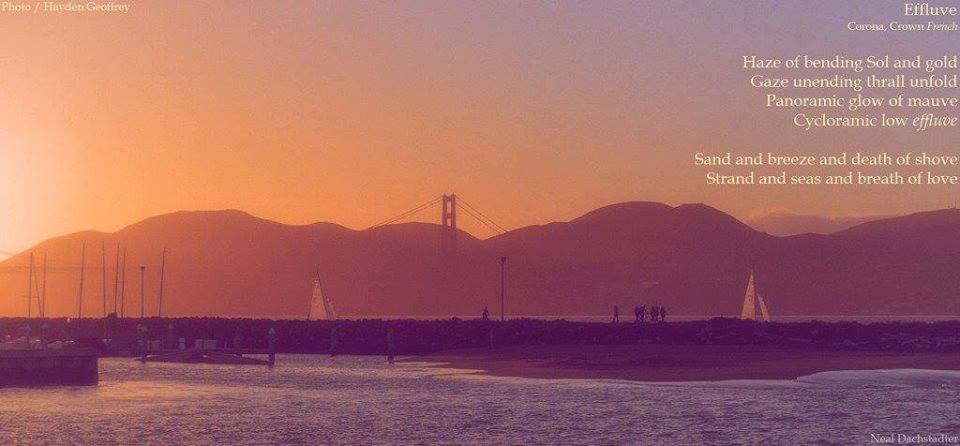 Photo / Hayden Geoffrey
Effluve
Corona, Crown French
Haze of bending Sol and gold
Gaze unending thrall unfold
Panoramic glow of mauve
Cycloramic low effluve
Sand and breeze and death of shove
Strand and seas and breath of love
Neal Dachstadter